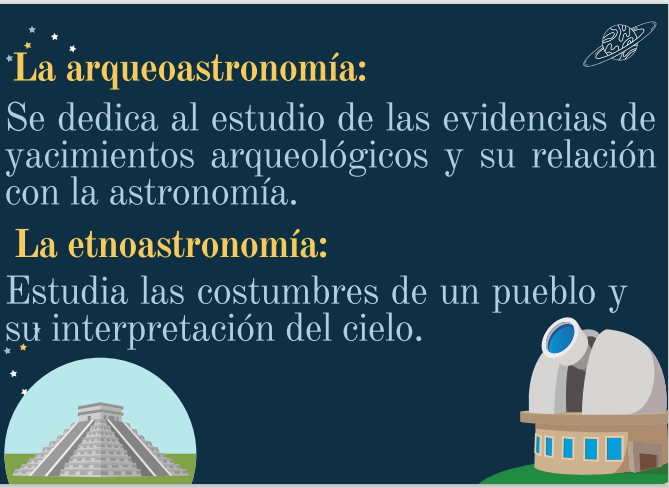 La arqueoastronomía:
Se dedica al estudio de las evidencias de
yacimientos arqueológicos y su relación
con la astronomía.
La etnoastronomía:
Estudia las costumbres de un pueblo y
su interpretación del cielo.